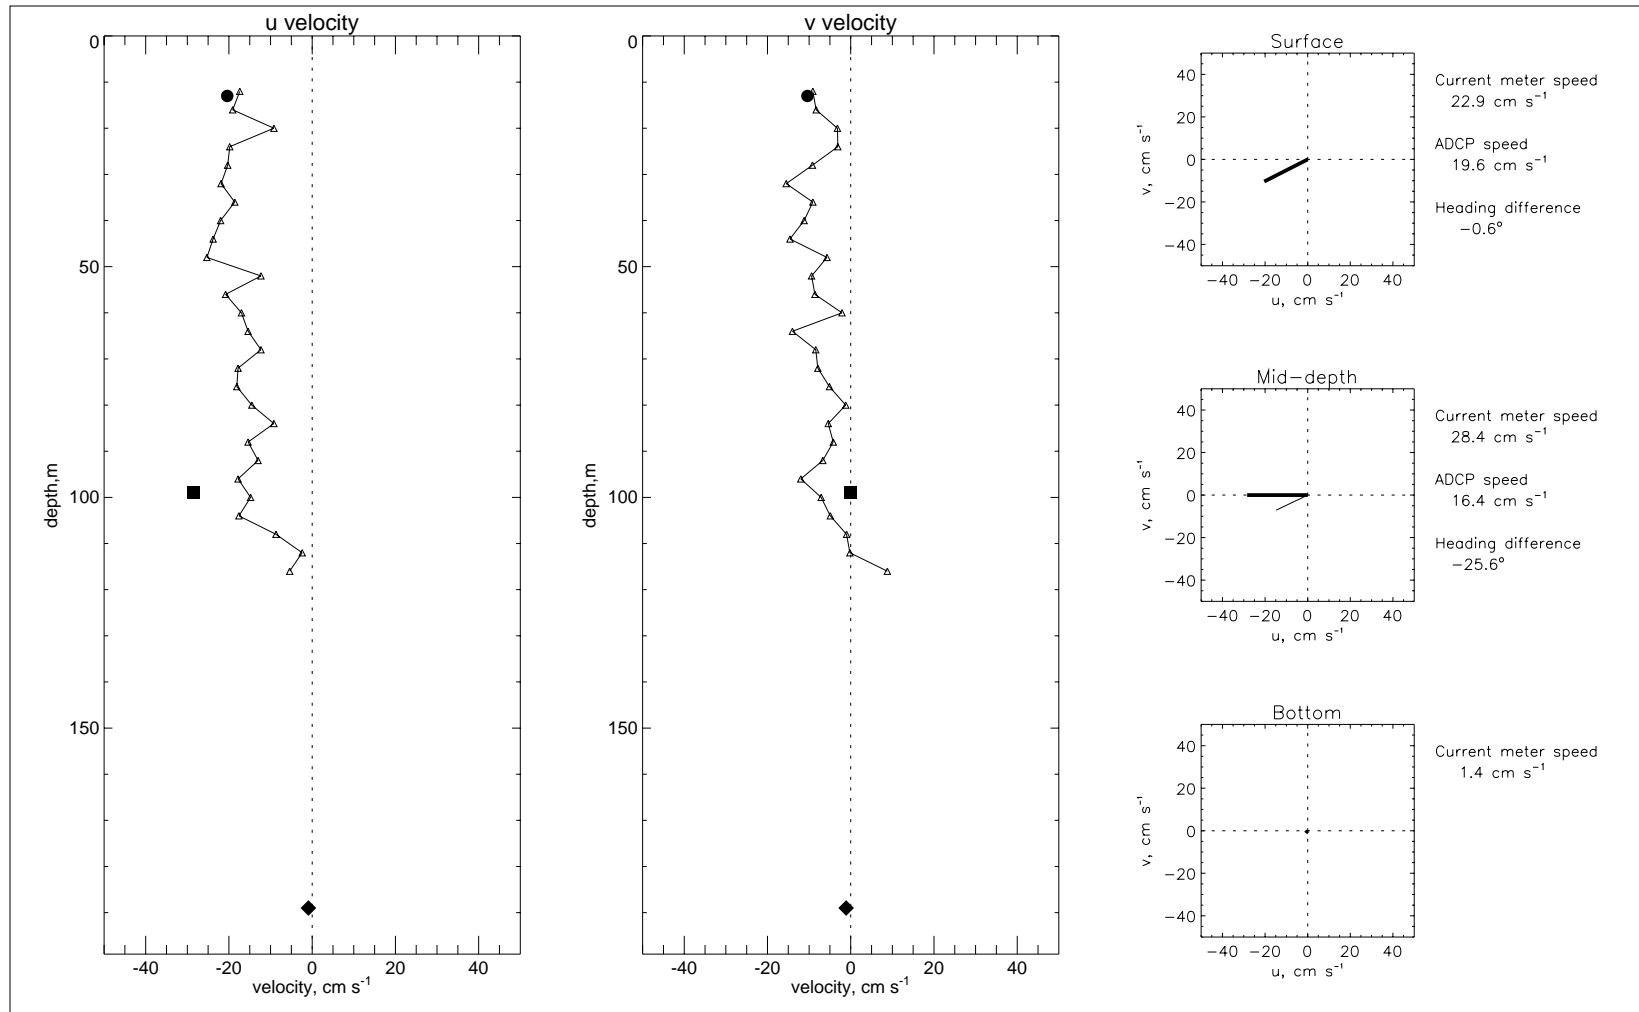 u velocity
0
50
100
150
depth,m
-40 -20 0 20 40
velocity, cm s⁻¹
v velocity
0
50
100
150
depth,m
-40 -20 0 20 40
velocity, cm s⁻¹
Surface
40
20
0
−20
−40
v, cm s⁻¹
−40 −20 0 20 40
u, cm s⁻¹
Current meter speed
22.9 cm s⁻¹
ADCP speed
19.6 cm s⁻¹
Heading difference
−0.6°
Mid−depth
40
20
0
−20
−40
v, cm s⁻¹
−40 −20 0 20 40
u, cm s⁻¹
Current meter speed
28.4 cm s⁻¹
ADCP speed
16.4 cm s⁻¹
Heading difference
−25.6°
Bottom
40
20
0
−20
−40
v, cm s⁻¹
−40 −20 0 20 40
u, cm s⁻¹
Current meter speed
1.4 cm s⁻¹